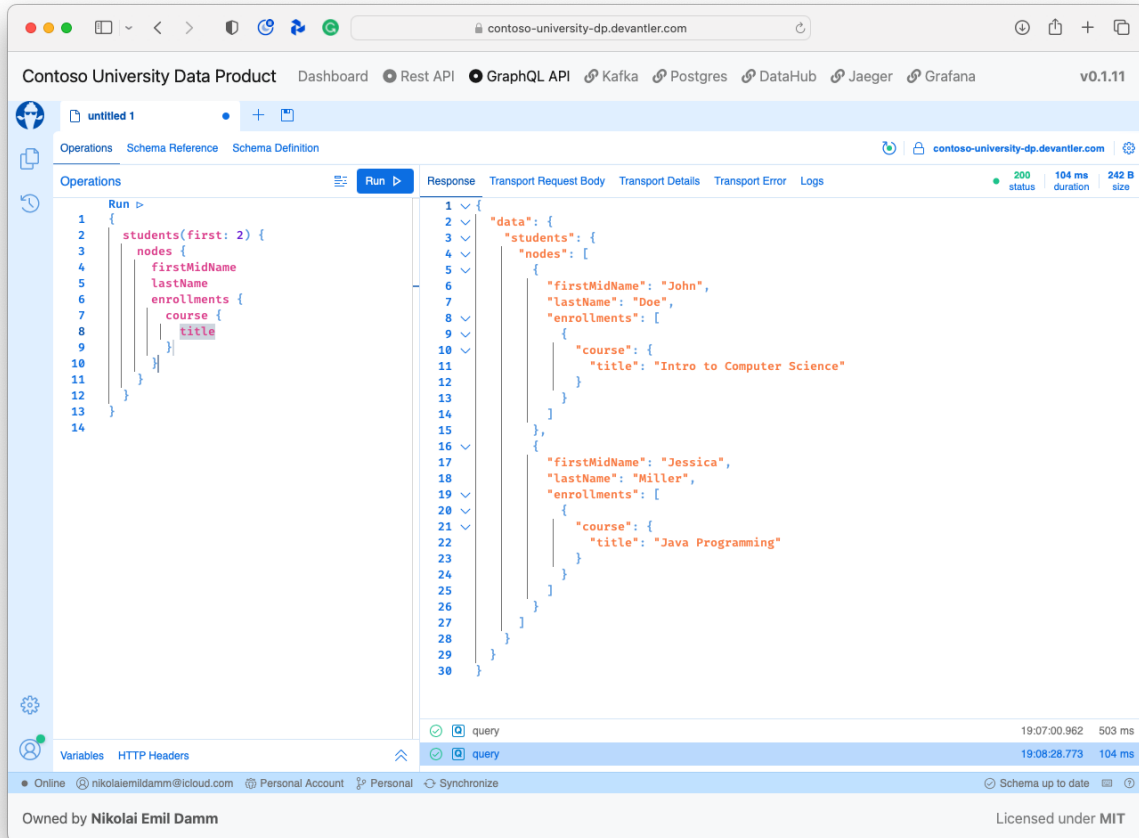 contoso-university-dp.devantler.com
Contoso University Data Product Dashboard Rest API GraphQL API Kafka Postgres DataHub Jaeger Grafana v0.1.11
untitled 1
Operations Schema Reference Schema Definition contoso-university-dp.devantler.com
Operations Run
Run
1 {
2 students(first: 2) {
3 nodes {
4 firstMidName
5 lastName
6 enrollments {
7 course {
8 title
9 }
10 }
11 }
12 }
13 }
14
Response Transport Request Body Transport Details Transport Error Logs 200 104 ms 242 B
status duration size
1 {
2 "data": {
3 "students": {
4 "nodes": [
5 {
6 "firstMidName": "John",
7 "lastName": "Doe",
8 "enrollments": [
9 {
10 "course": {
11 "title": "Intro to Computer Science"
12 }
13 }
14 ]
15 },
16 {
17 "firstMidName": "Jessica",
18 "lastName": "Miller",
19 "enrollments": [
20 {
21 "course": {
22 "title": "Java Programming"
23 }
24 }
25 ]
26 }
27 ]
28 }
29 }
30 }
Q query 19:07:00.962 503 ms
Q query 19:08:28.773 104 ms
Variables HTTP Headers
Online nikolaiemildamm@icloud.com Personal Account Personal Synchronize Schema up to date
Owned by Nikolai Emil Damm Licensed under MIT